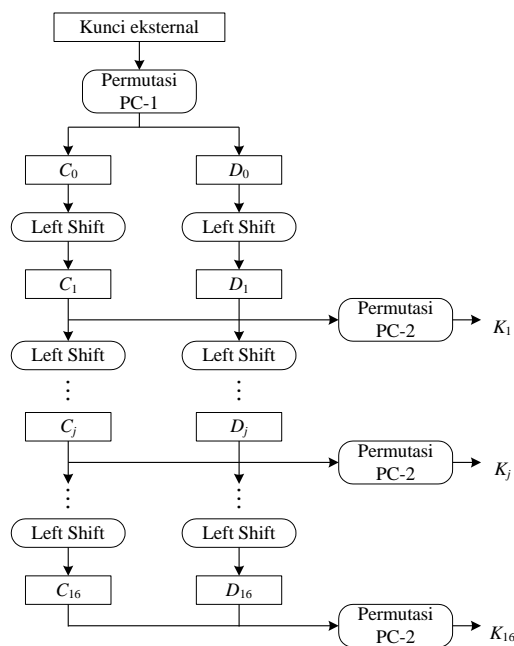 Kunci eksternal
Permutasi
PC-1
C0 D0
Left Shift Left Shift
C1 D1
Permutasi
PC-2
K1
Left Shift Left Shift
Cj Dj
Permutasi
PC-2
Kj
Left Shift Left Shift
C16 D16
Permutasi
PC-2
K16